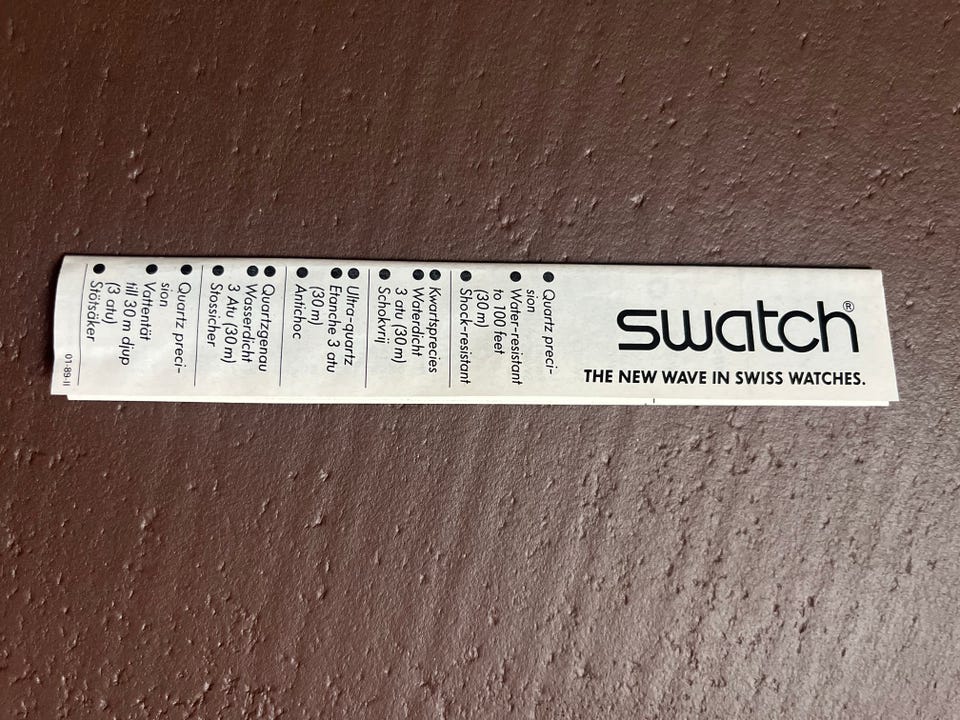 swatch®
THE NEW WAVE IN SWISS WATCHES.
● Quartz preci-
sion
● Water-resistant
to 100 feet
(30 m)
● Shock-resistant
● Kwartsprecies
● Waterdicht
3 atu (30 m)
● Schokvrij
● Ultra-quartz
● Etanche 3 atu
(30 m)
● Antichoc
● Quartzgenau
● Wasserdicht
3 Atu (30 m)
● Stossicher
● Quartz preci-
sion
● Vattentät
till 30 m djup
(3 atu)
● Stötsäker
01-89-II